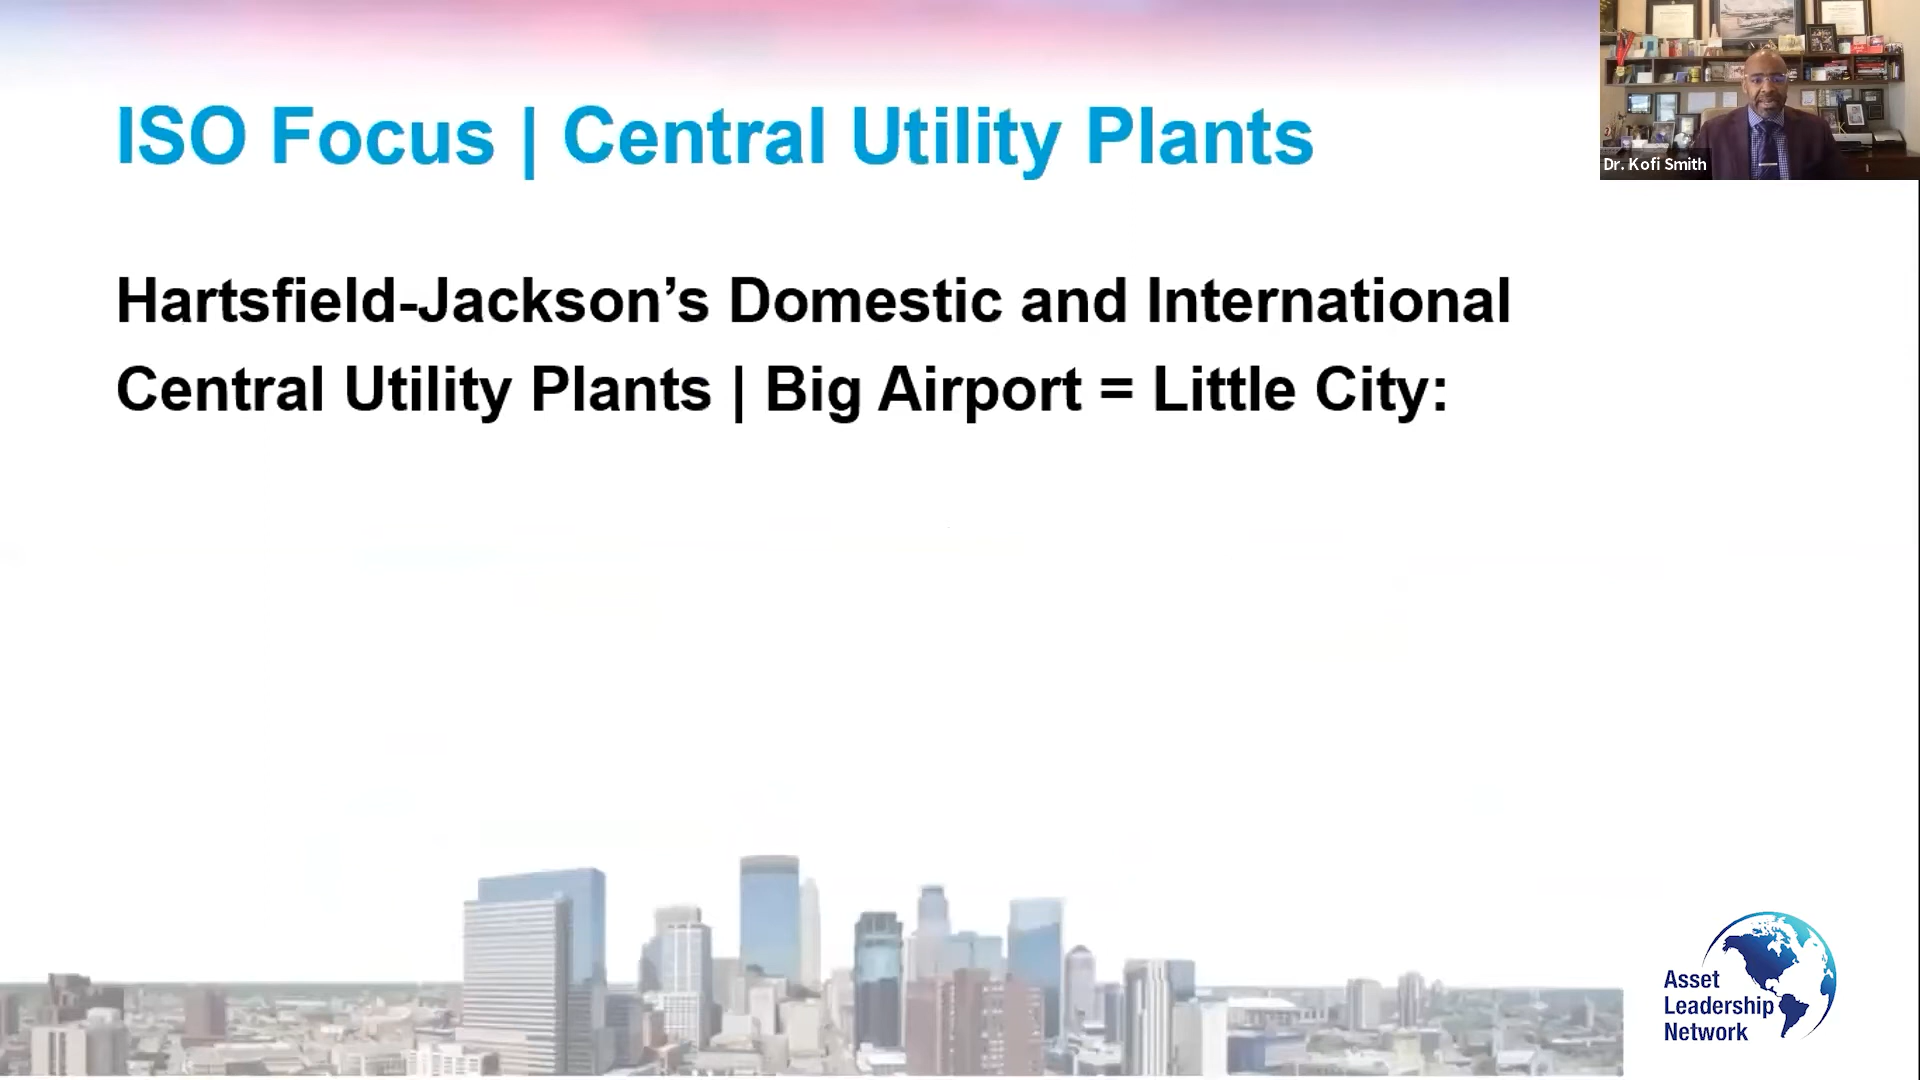 ISO Focus | Central Utility Plants
Dr. Kofi Smith
Hartsfield-Jackson’s Domestic and International
Central Utility Plants | Big Airport = Little City:
Asset
Leadership
Network